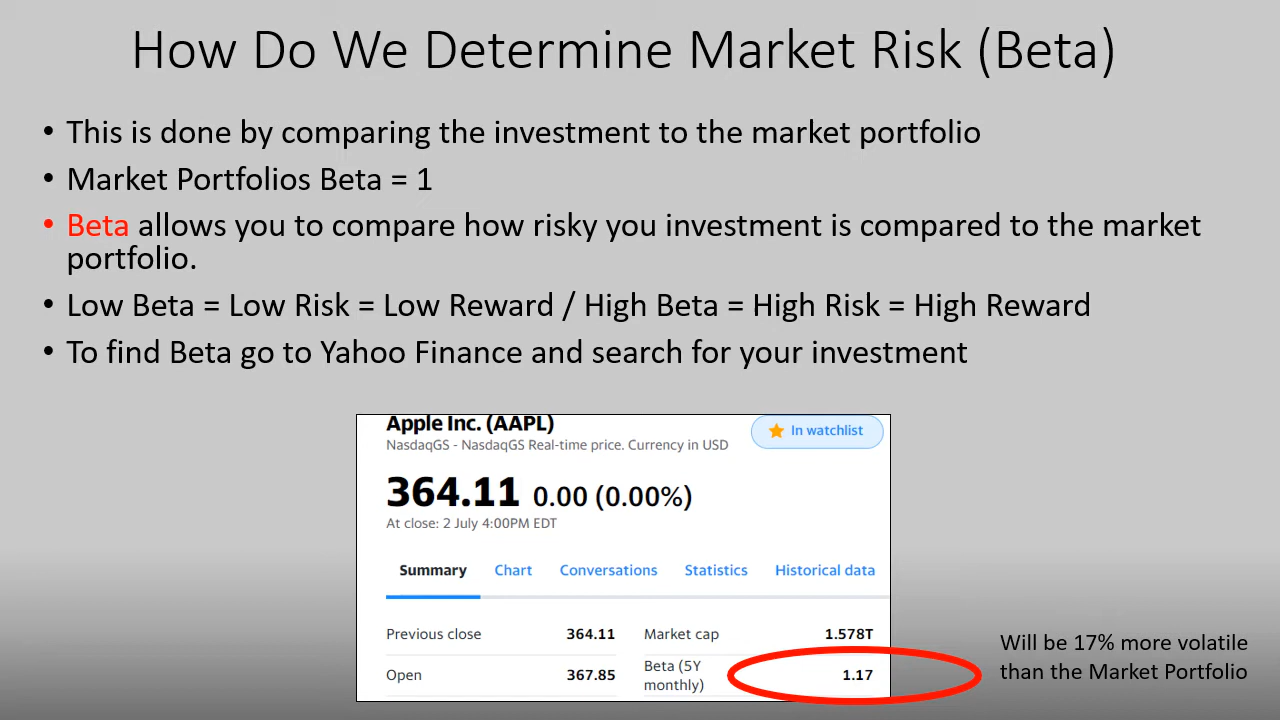 How Do We Determine Market Risk (Beta)
• This is done by comparing the investment to the market portfolio
• Market Portfolios Beta = 1
• Beta allows you to compare how risky you investment is compared to the market
portfolio.
• Low Beta = Low Risk = Low Reward / High Beta = High Risk = High Reward
• To find Beta go to Yahoo Finance and search for your investment
Apple Inc. (AAPL)
In watchlist
NasdaqGS - NasdaqGS Real-time price. Currency in USD
364.11 0.00 (0.00%)
At close: 2 July 4:00PM EDT
Summary Chart Conversations Statistics Historical data
Previous close 364.11 Market cap 1.578T
Open 367.85 Beta (5Y
monthly) 1.17
Will be 17% more volatile
than the Market Portfolio